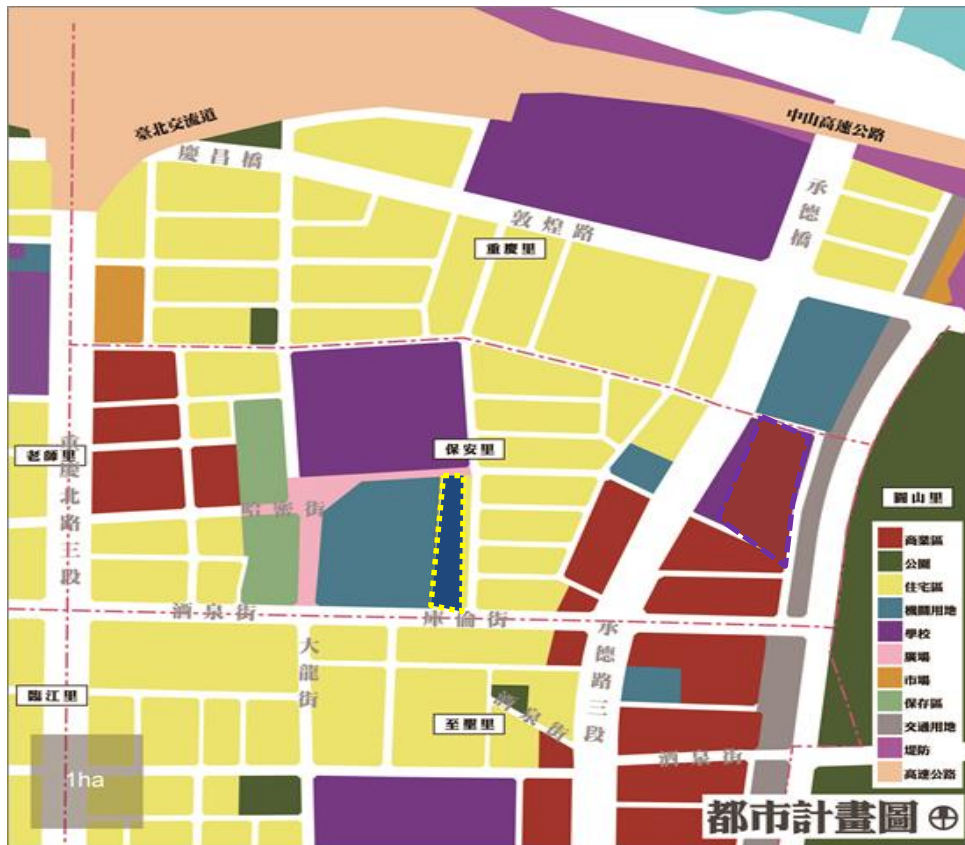 臺北交流道
中山高速公路
慶昌橋
敦煌路
承德橋
重慶里
保安里
老師里
重慶北路三段
哈密街
圓山里
酒泉街
庫倫街
大龍街
承德路三段
臨江里
至聖里
酒泉街
酒泉街
商業區
公園
住宅區
機關用地
學校
廣場
市場
保存區
交通用地
堤防
高速公路
1ha
都市計畫圖